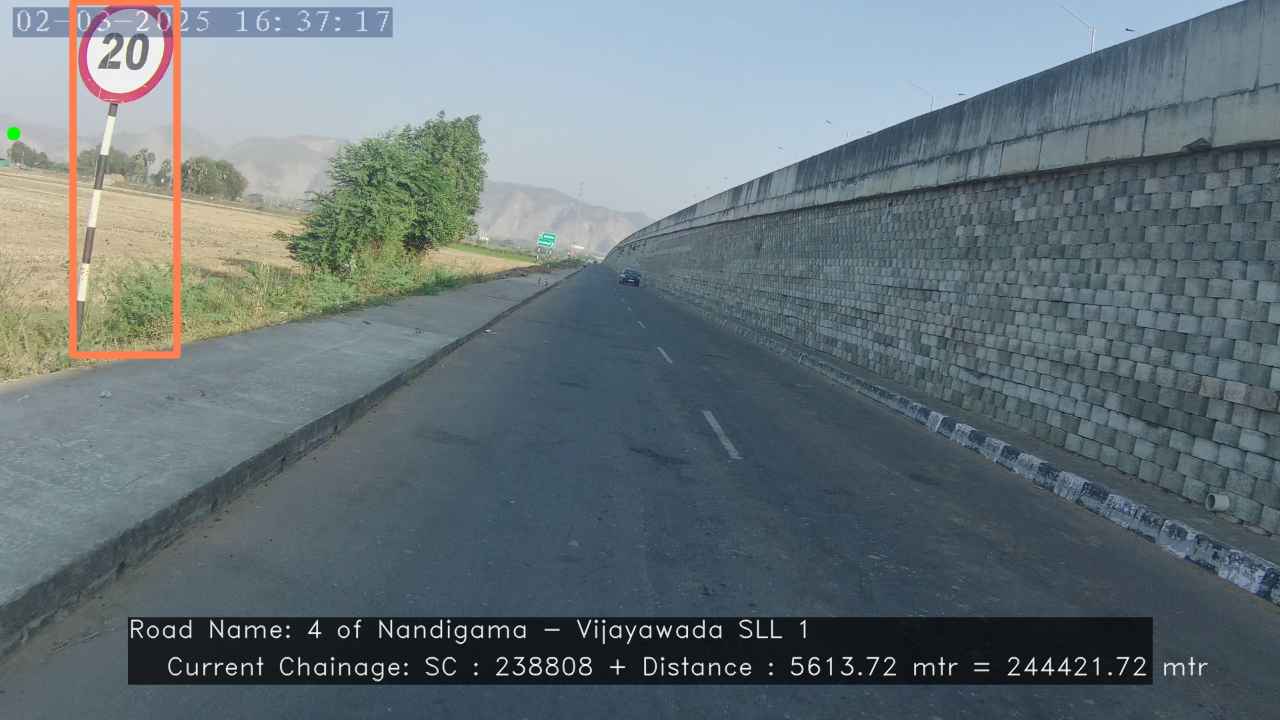 02-03-2025 16:37:17
20
Road Name: 4 of Nandigama - Vijayawada SLL 1
Current Chainage: SC : 238808 + Distance : 5613.72 mtr = 244421.72 mtr